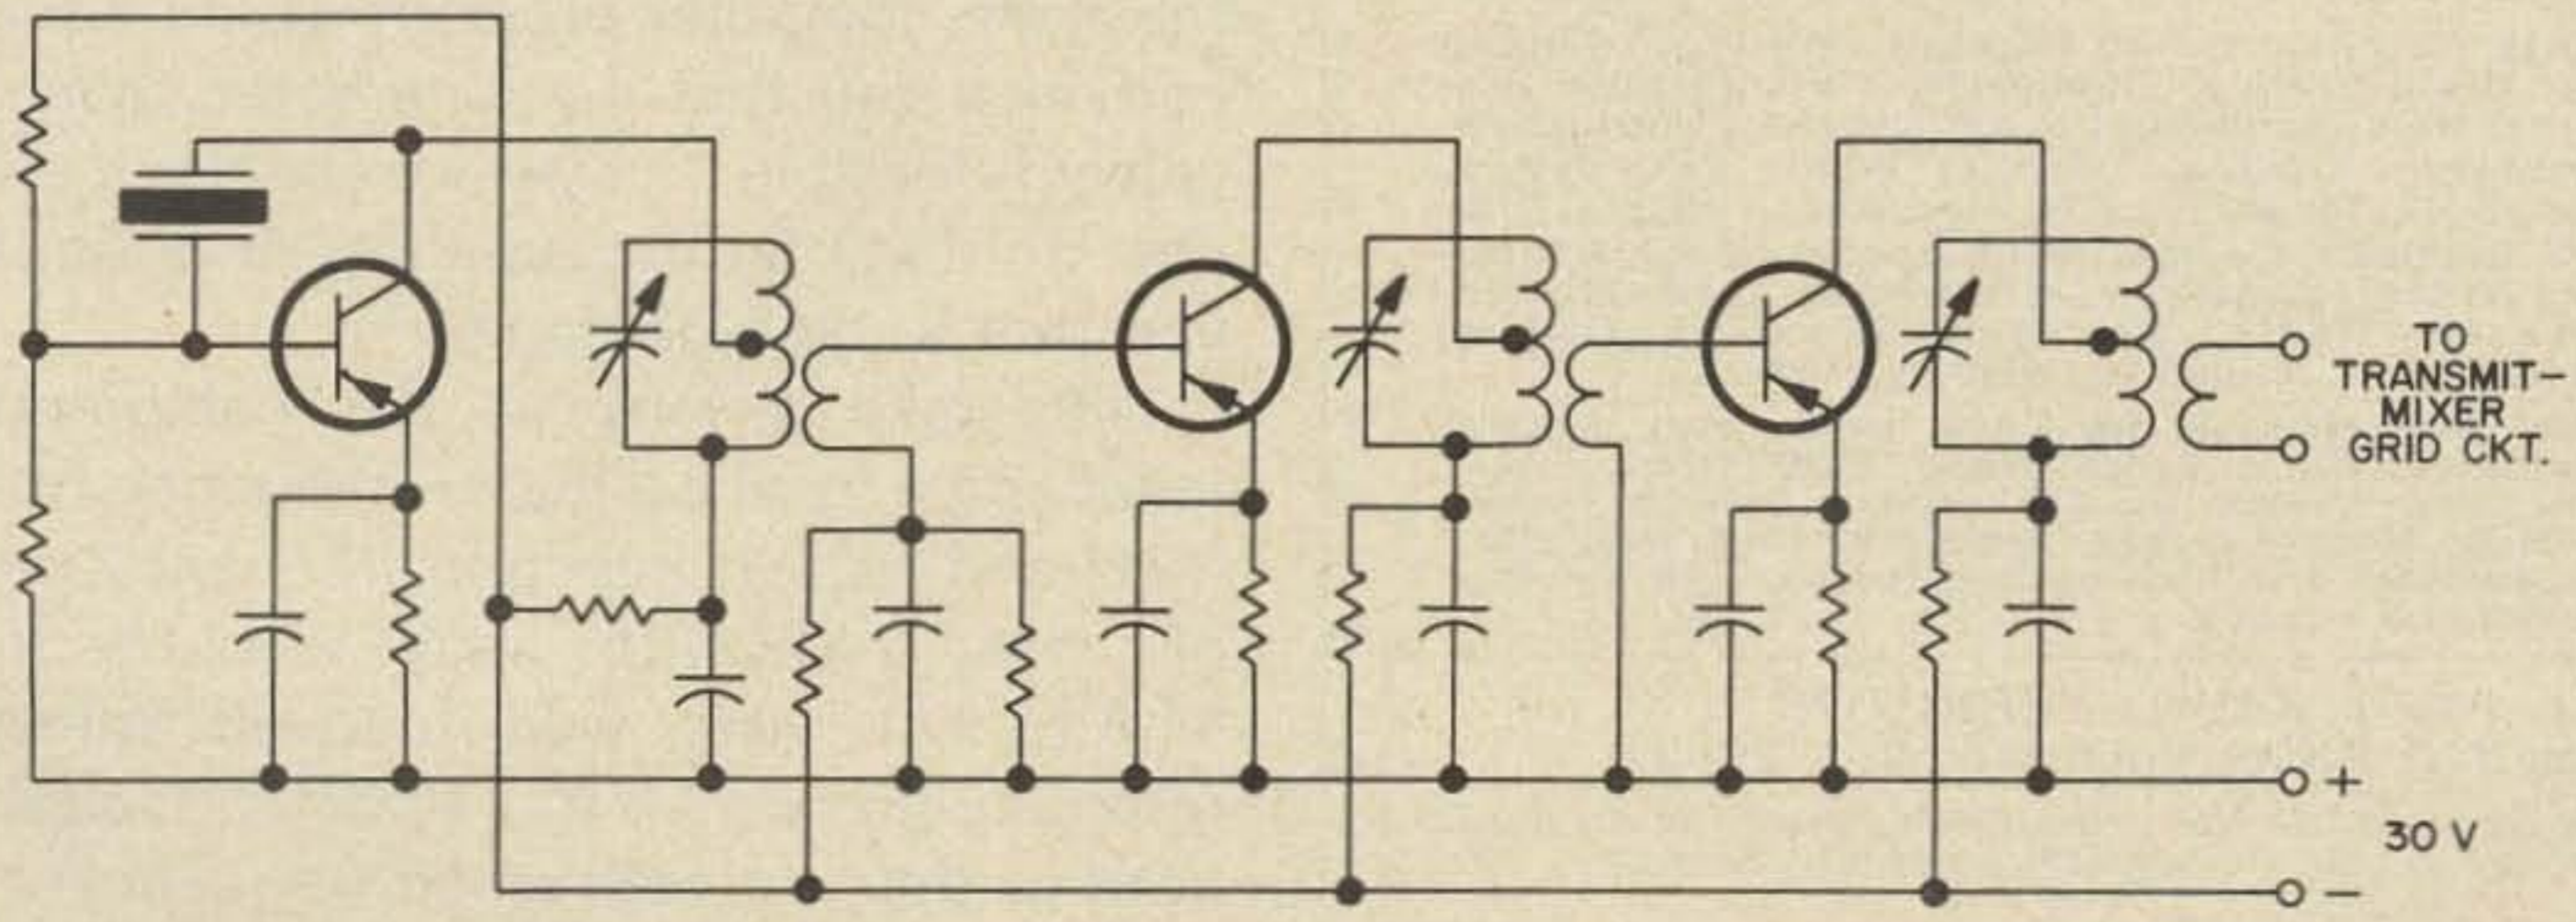 TO
TRANSMIT-
MIXER
GRID CKT.
+
30 V
-